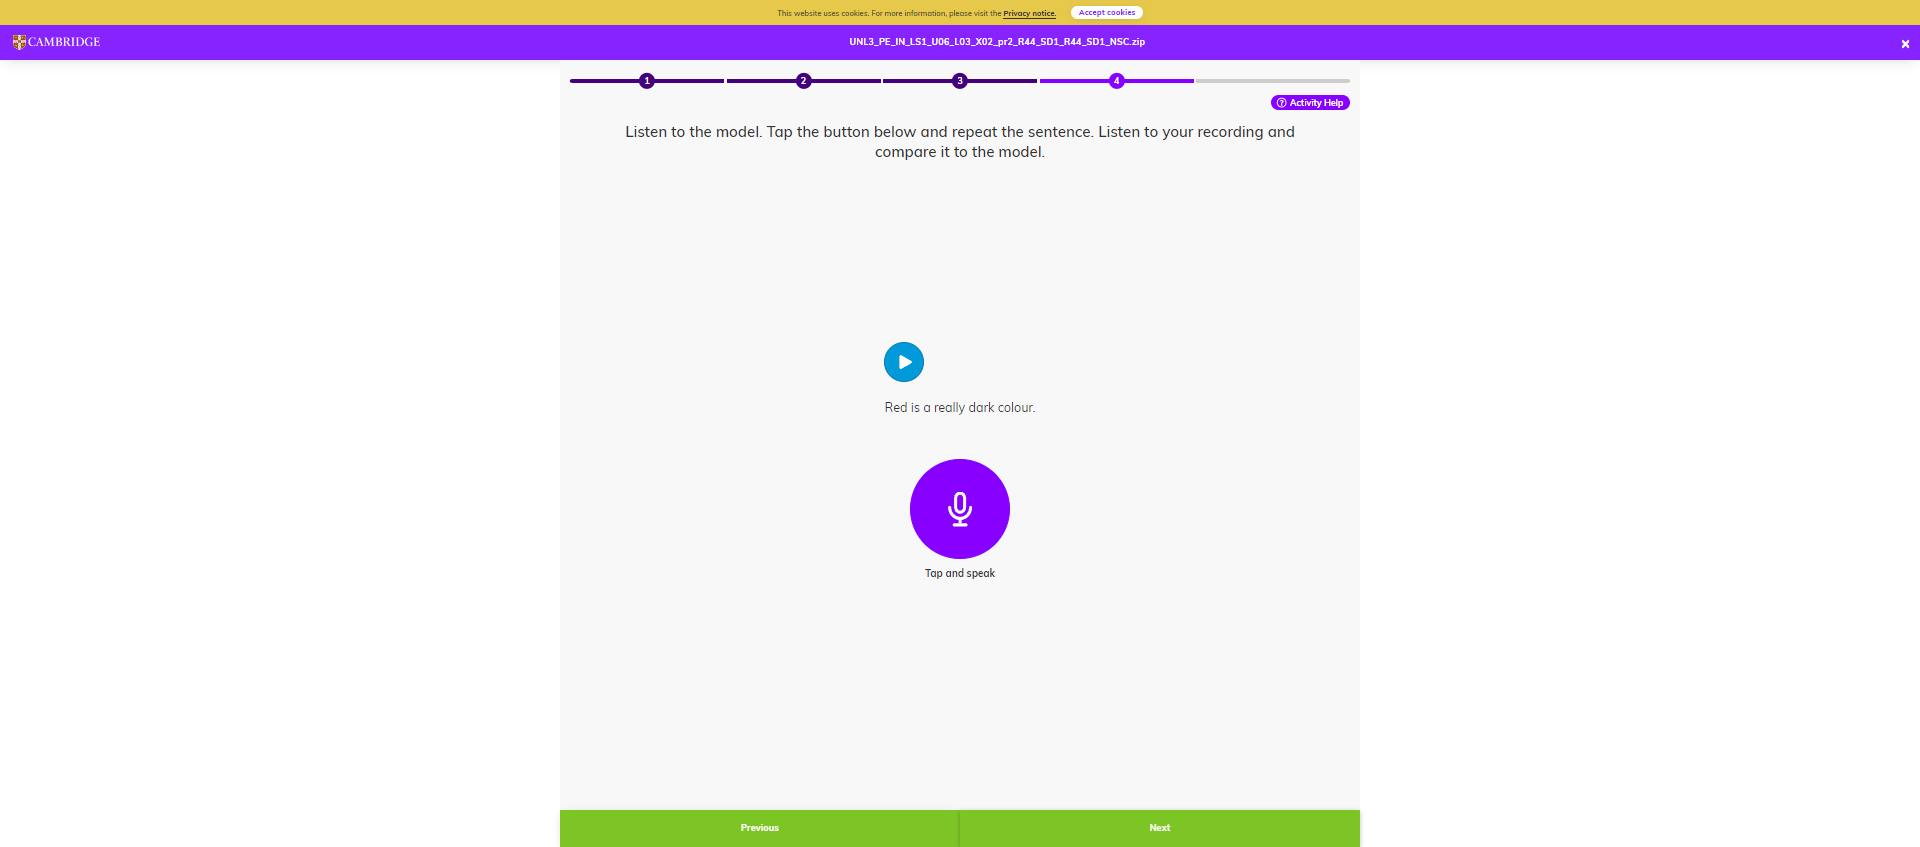 This website uses cookies. For more information, please visit the Privacy notice. Accept cookies
CAMBRIDGE UNL3_PE_IN_LS1_U06_L03_X02_pr2_R44_SD1_R44_SD1_NSC.zip
1 2 3 4
Activity Help
Listen to the model. Tap the button below and repeat the sentence. Listen to your recording and
compare it to the model.
Red is a really dark colour.
Tap and speak
Previous Next